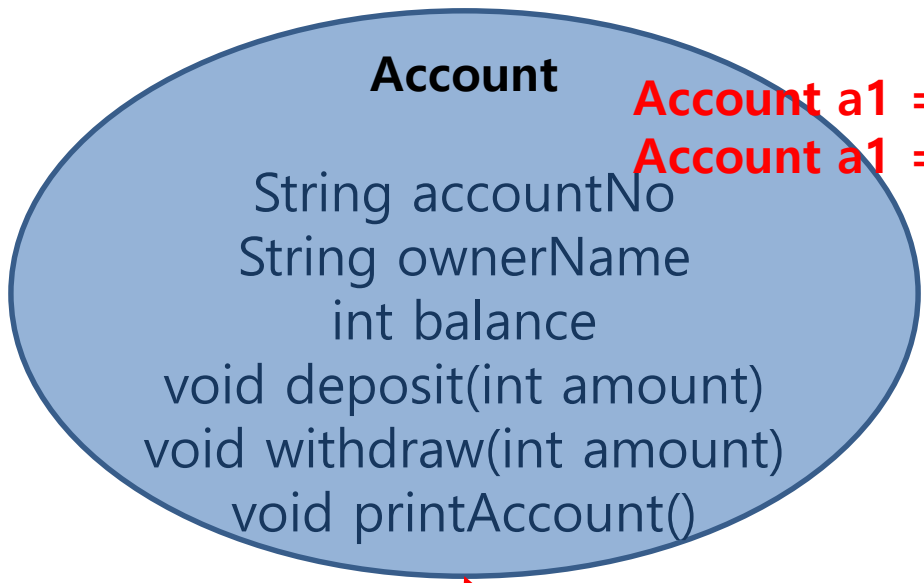 Account
Account a1 =
Account a1 =
String accountNo
String ownerName
int balance
void deposit(int amount)
void withdraw(int amount)
void printAccount()